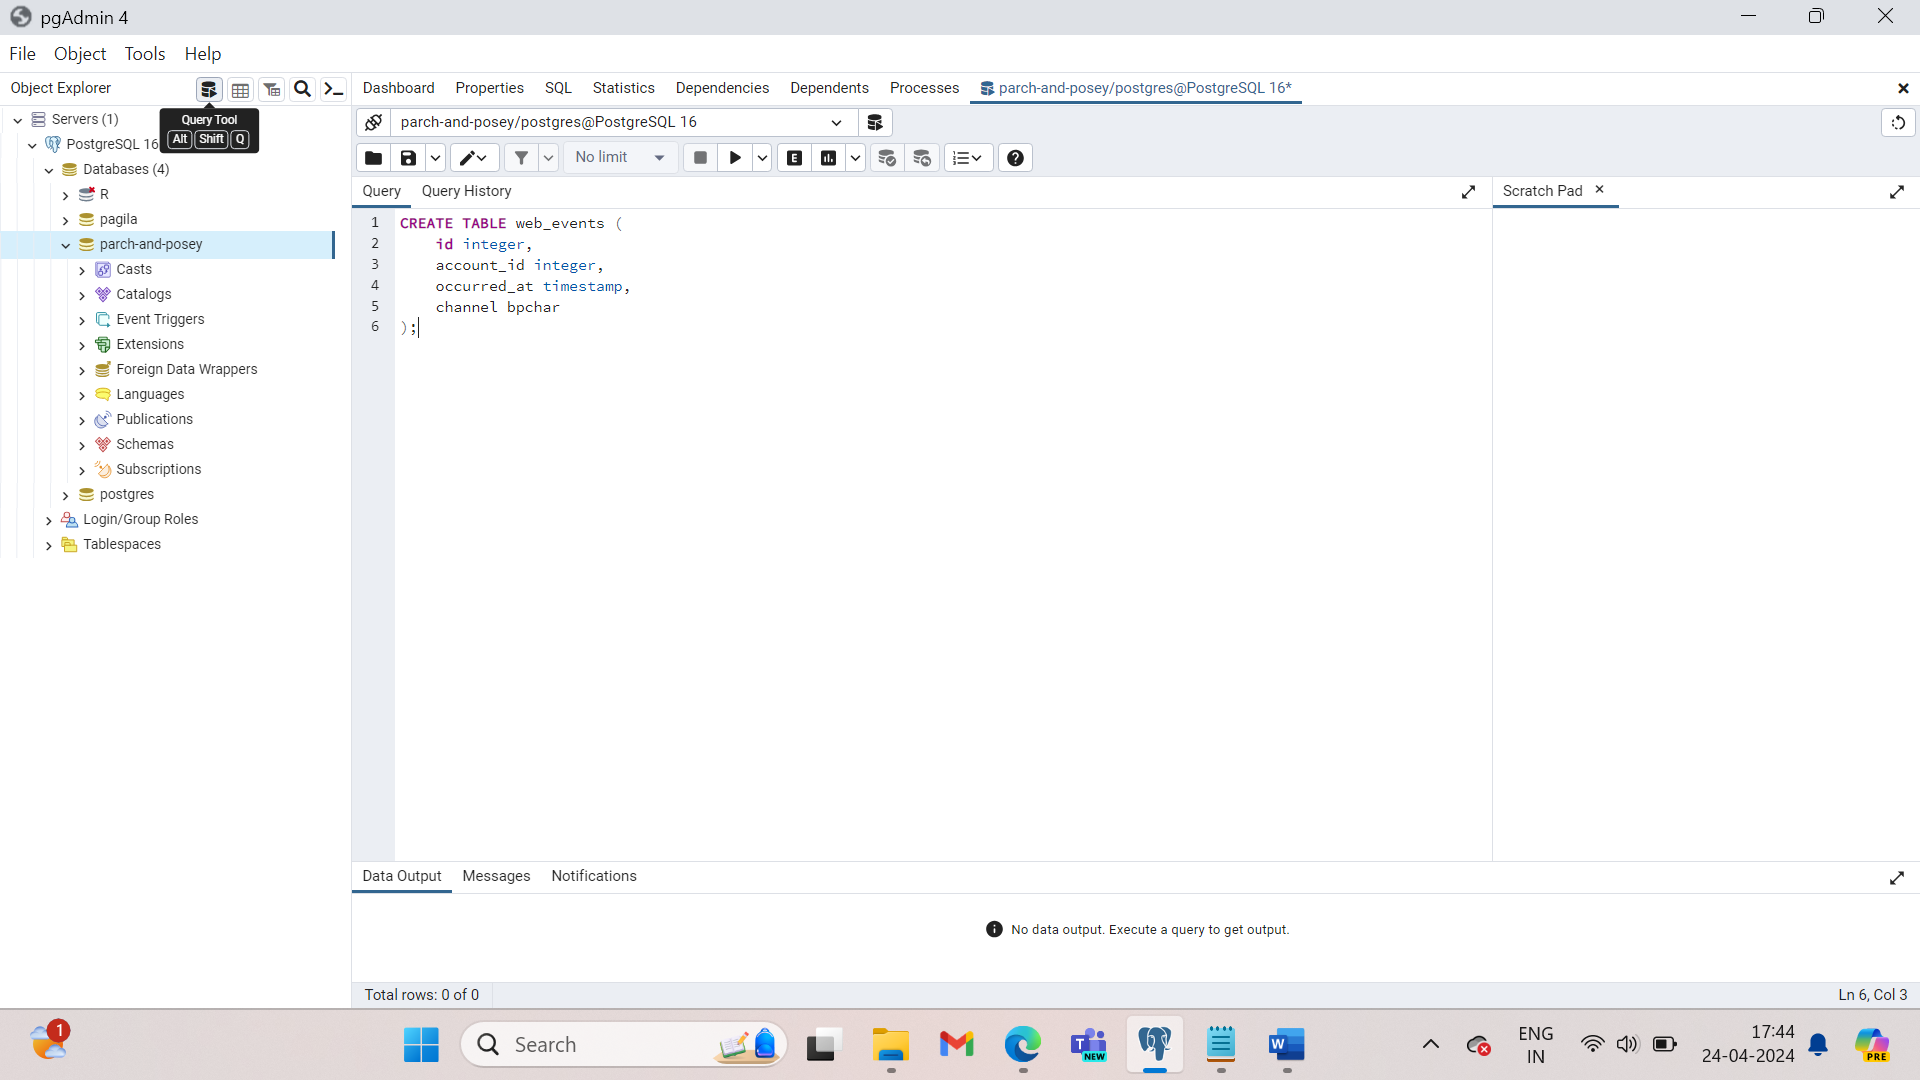 pgAdmin 4
File Object Tools Help
Object Explorer
Dashboard Properties SQL Statistics Dependencies Dependents Processes parch-and-posey/postgres@PostgreSQL 16*
Query Tool
Alt Shift Q
Servers (1)
PostgreSQL 16
Databases (4)
R
pagila
parch-and-posey
Casts
Catalogs
Event Triggers
Extensions
Foreign Data Wrappers
Languages
Publications
Schemas
Subscriptions
postgres
Login/Group Roles
Tablespaces
parch-and-posey/postgres@PostgreSQL 16
No limit
E
Query Query History
Scratch Pad
1 CREATE TABLE web_events (
2 id integer,
3 account_id integer,
4 occurred_at timestamp,
5 channel bpchar
6 );
Data Output Messages Notifications
No data output. Execute a query to get output.
Total rows: 0 of 0
Ln 6, Col 3
1
Search
T
NEW
W
ENG
IN
17:44
24-04-2024
PRE